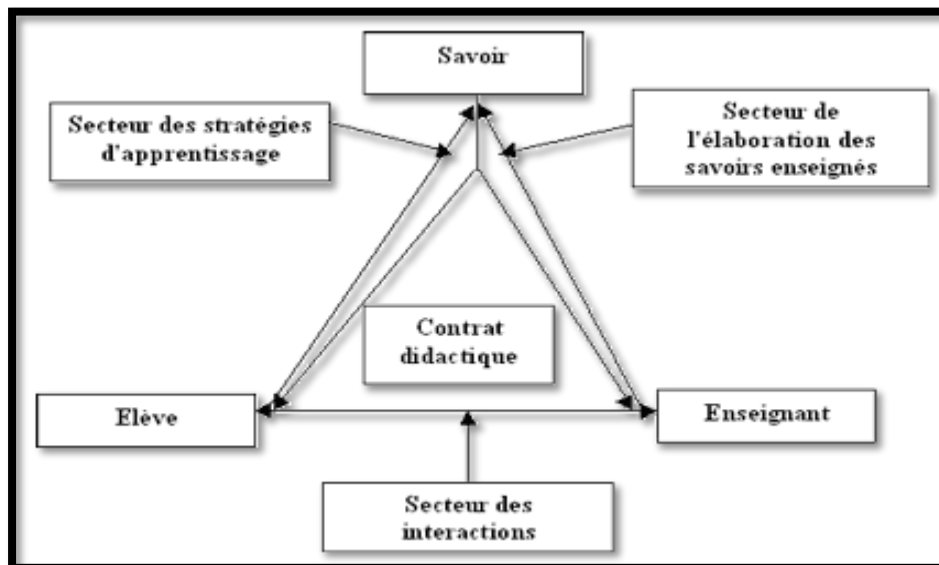 Savoir
Secteur des stratégies
d'apprentissage
Secteur de
l'élaboration des
savoirs enseignés
Contrat
didactique
Elève
Enseignant
Secteur des
interactions